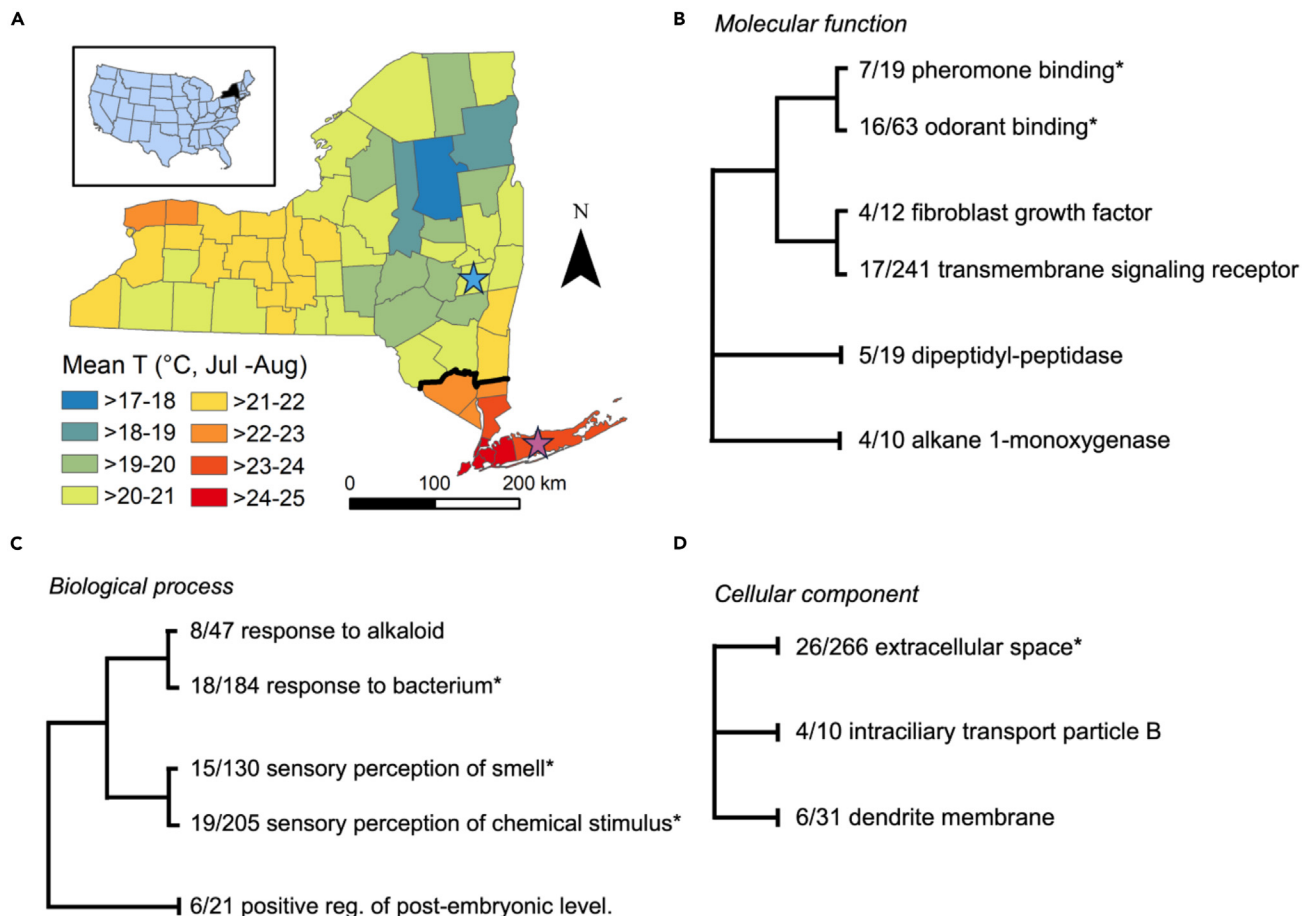 A
N
Mean T (°C, Jul -Aug)
>17-18
>21-22
>18-19
>22-23
>19-20
>23-24
>20-21
>24-25
0 100 200 km
B
Molecular function
7/19 pheromone binding*
16/63 odorant binding*
4/12 fibroblast growth factor
17/241 transmembrane signaling receptor
5/19 dipeptidyl-peptidase
4/10 alkane 1-monoxygenase
C
Biological process
8/47 response to alkaloid
18/184 response to bacterium*
15/130 sensory perception of smell*
19/205 sensory perception of chemical stimulus*
6/21 positive reg. of post-embryonic level.
D
Cellular component
26/266 extracellular space*
4/10 intraciliary transport particle B
6/31 dendrite membrane